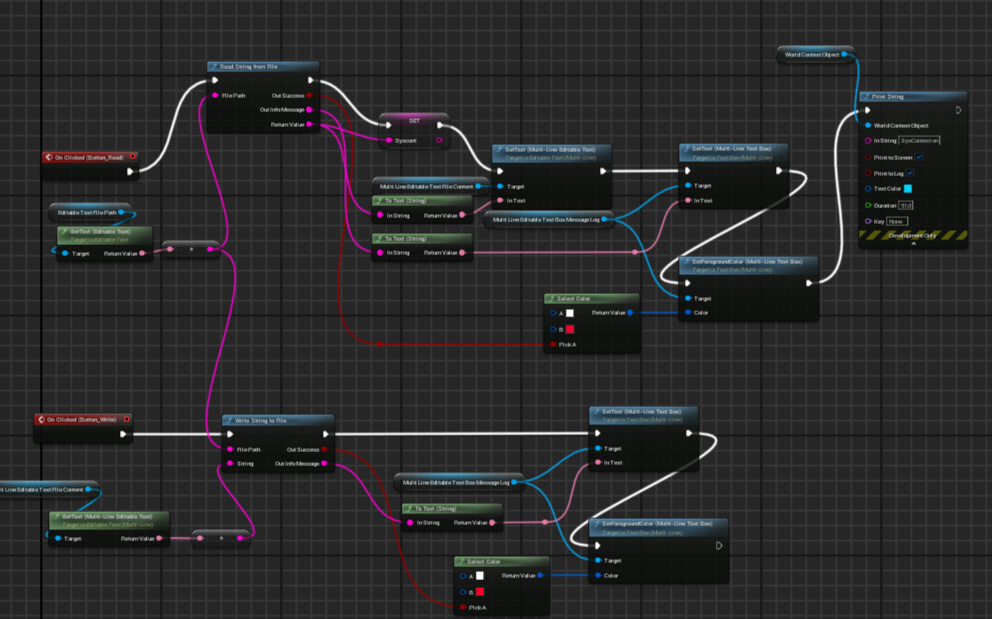 World Context Object
Read String from File
File Path
Out Success
Out Info Message
Return Value
Print String
World Context Object
In String
Print to Screen
Print to Log
Text Color
Duration
Key
None
Development Only
SET
On Clicked (Button_Read)
SetText (Multi-Line Editable Text)
Target is Editable Text (Multi-Line)
Target
In Text
SetText (Multi-Line Text Box)
Target is Text Box (Multi-Line)
Target
In Text
Multi Line Editable Text File Content
To Text (String)
In String
Return Value
Multi Line Editable Text Box Message Log
Editable Text File Path
GetText (Editable Text)
Target is Editable Text
Target
Return Value
To Text (String)
In String
Return Value
SetForegroundColor (Multi-Line Text Box)
Target is Text Box (Multi-Line)
Target
Color
Select Color
A
Return Value
B
Pick A
On Clicked (Button_Write)
Write String to File
File Path
Out Success
String
Out Info Message
SetText (Multi-Line Text Box)
Target is Text Box (Multi-Line)
Target
In Text
Line Editable Text File Content
Multi Line Editable Text Box Message Log
GetText (Multi-Line Editable Text)
Target is Editable Text (Multi-Line)
Target
Return Value
To Text (String)
In String
Return Value
SetForegroundColor (Multi-Line Text Box)
Target is Text Box (Multi-Line)
Target
Color
Select Color
A
Return Value
B
Pick A